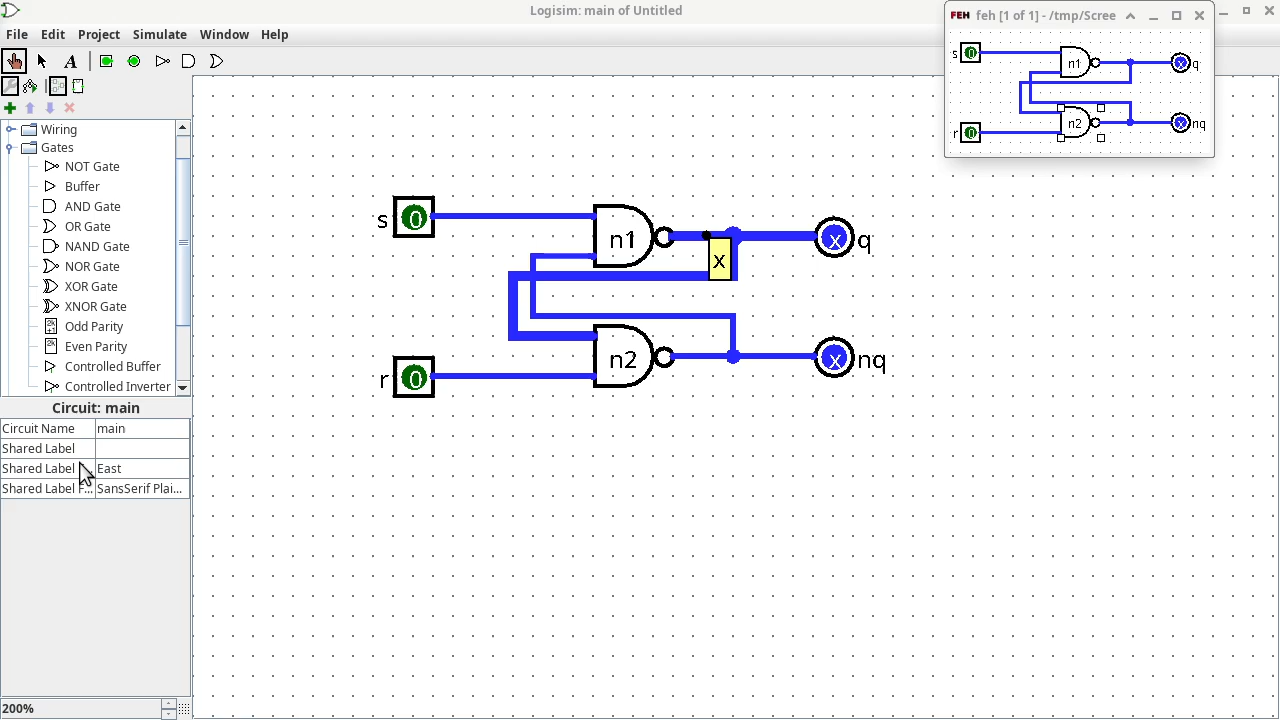 Logisim: main of Untitled
FEH feh [1 of 1] - /tmp/Scree
File Edit Project Simulate Window Help
A
Wiring
Gates
NOT Gate
Buffer
AND Gate
OR Gate
NAND Gate
NOR Gate
XOR Gate
XNOR Gate
Odd Parity
Even Parity
Controlled Buffer
Controlled Inverter
Circuit: main
Circuit Name main
Shared Label
Shared Label East
Shared Label F... SansSerif Plai...
200%
s 0 n1 x q
x
r 0 n2 x nq
s 0 n1 x q
r 0 n2 x nq